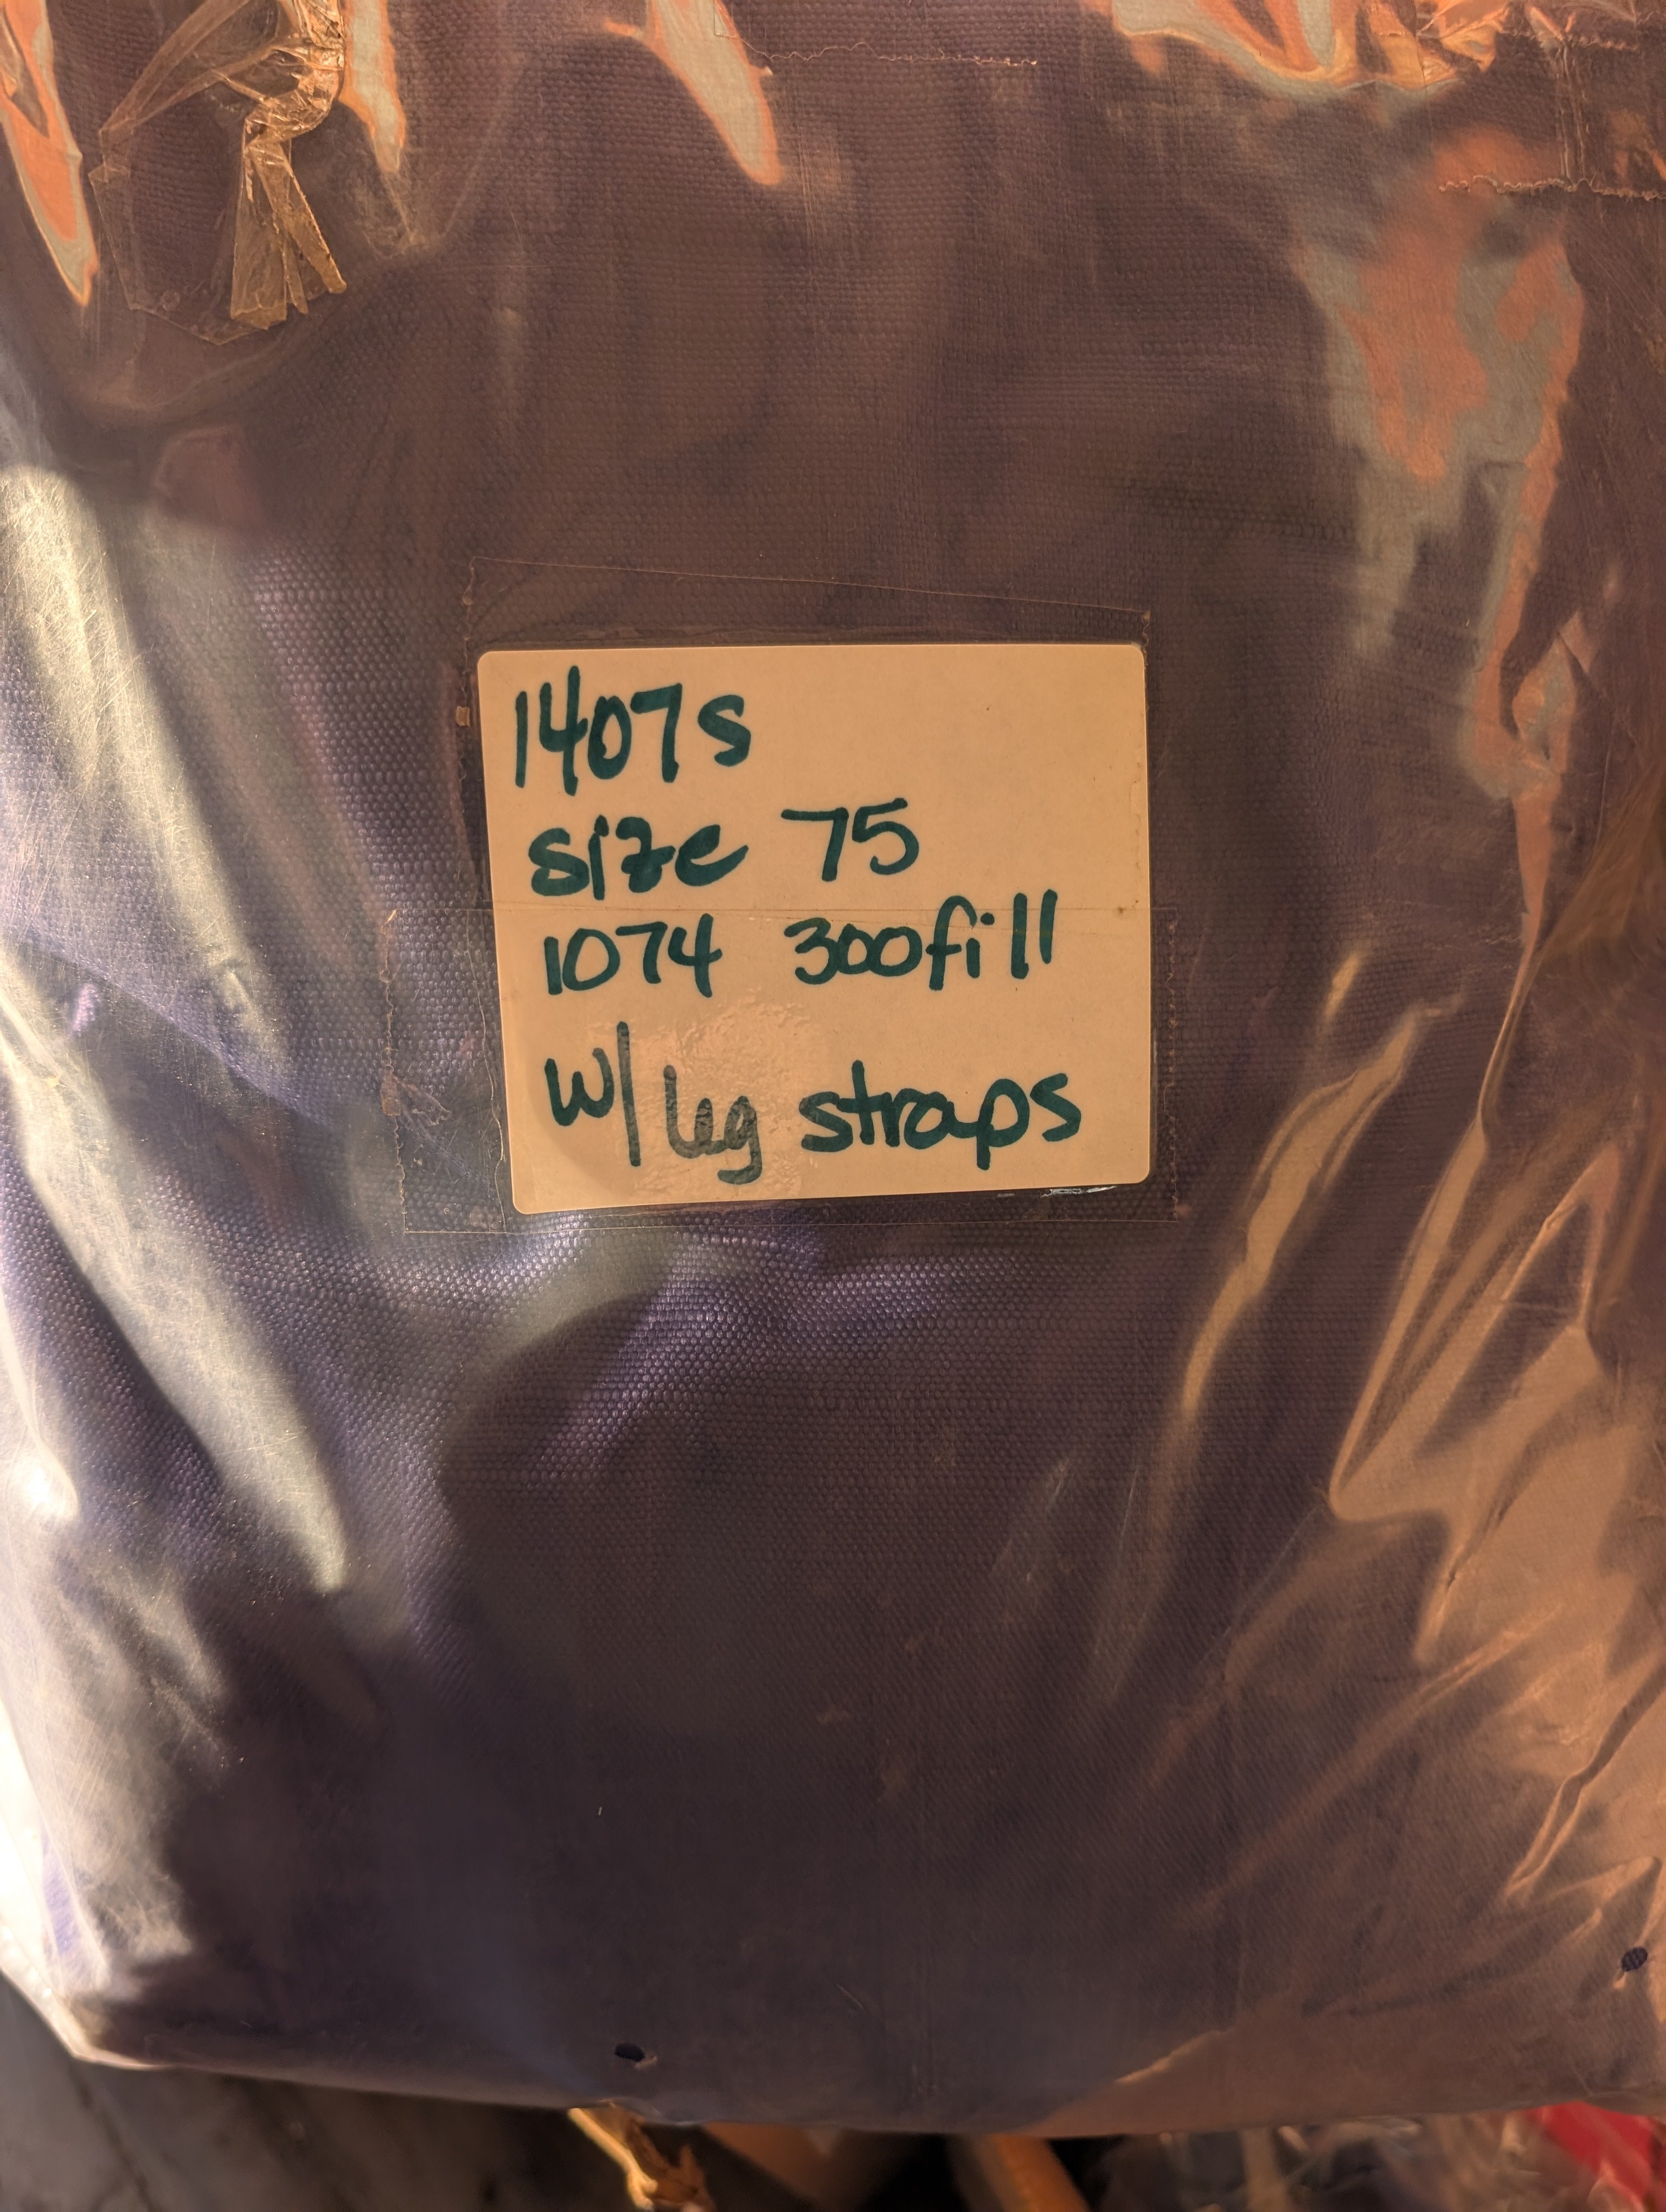 1407s
size 75
1074 300fill
w/ leg straps